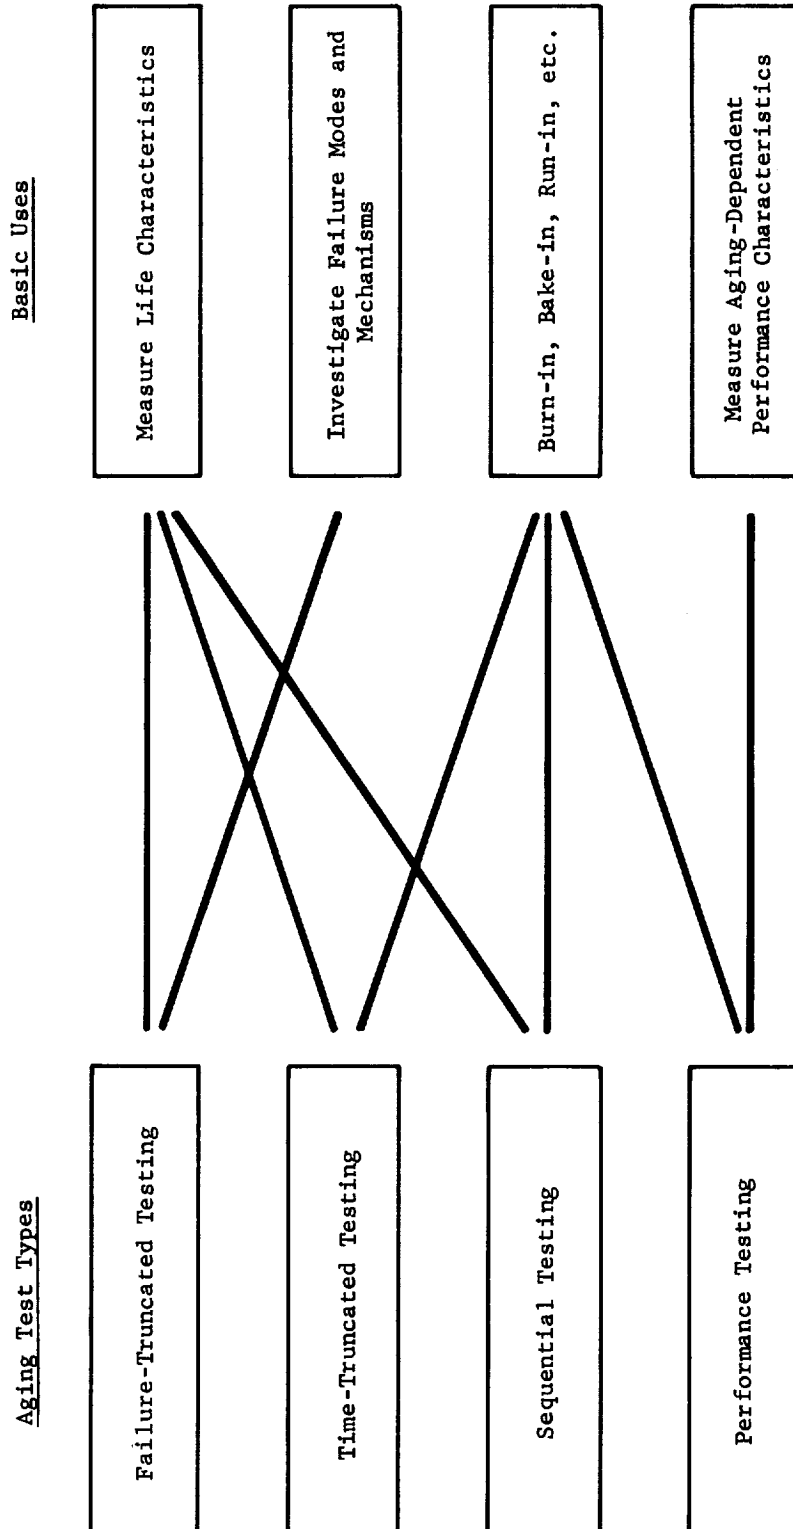 Aging Test Types
Basic Uses
Failure-Truncated Testing
Measure Life Characteristics
Time-Truncated Testing
Investigate Failure Modes and
Mechanisms
Sequential Testing
Burn-in, Bake-in, Run-in, etc.
Performance Testing
Measure Aging-Dependent
Performance Characteristics